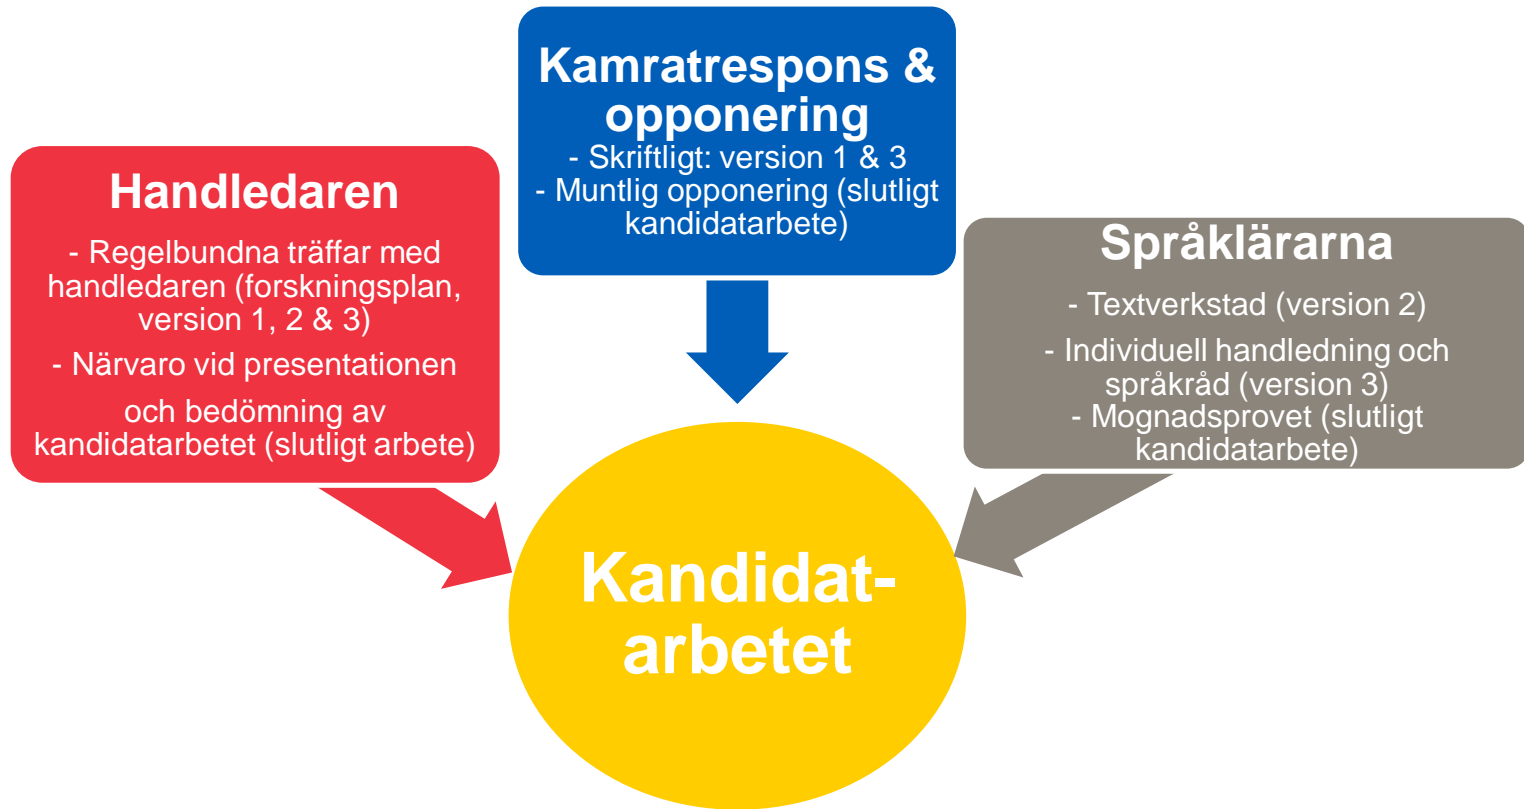 Kamratrespons &
opponering
- Skriftligt: version 1 & 3
- Muntlig opponering (slutligt
kandidatarbete)
Handledaren
- Regelbundna träffar med
handledaren (forskningsplan,
version 1, 2 & 3)
- Närvaro vid presentationen
och bedömning av
kandidatarbetet (slutligt arbete)
Språklärarna
- Textverkstad (version 2)
- Individuell handledning och
språkråd (version 3)
- Mognadsprovet (slutligt
kandidatarbete)
Kandidat-
arbetet